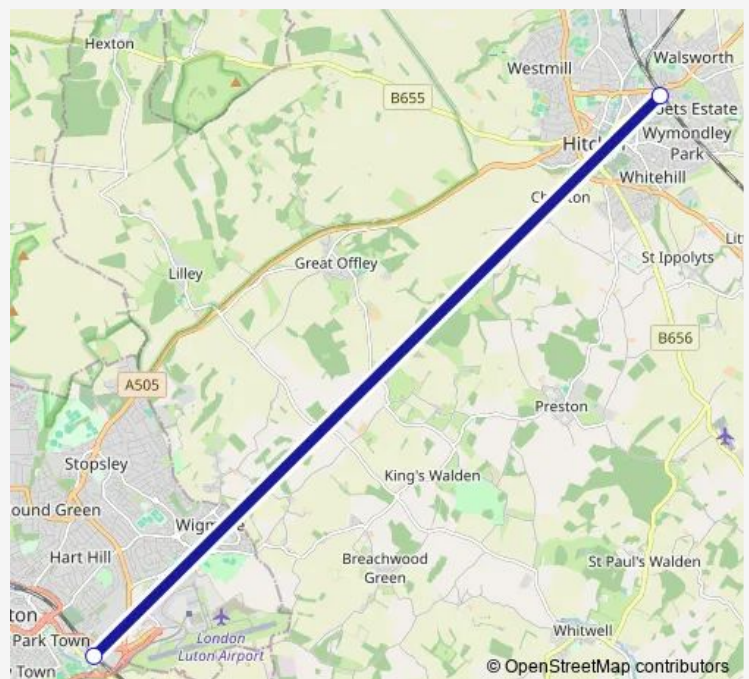 Hexton
Walsworth
Westmill
B655
Wymondley
Park
Whitehill
St Ippolyts
Great Offley
Lilley
B656
A505
Preston
Stopsley
King's Walden
Hart Hill
Breachwood
Green
St Paul's Walden
Park Town
London
Luton Airport
Whitwell
© OpenStreetMap contributors